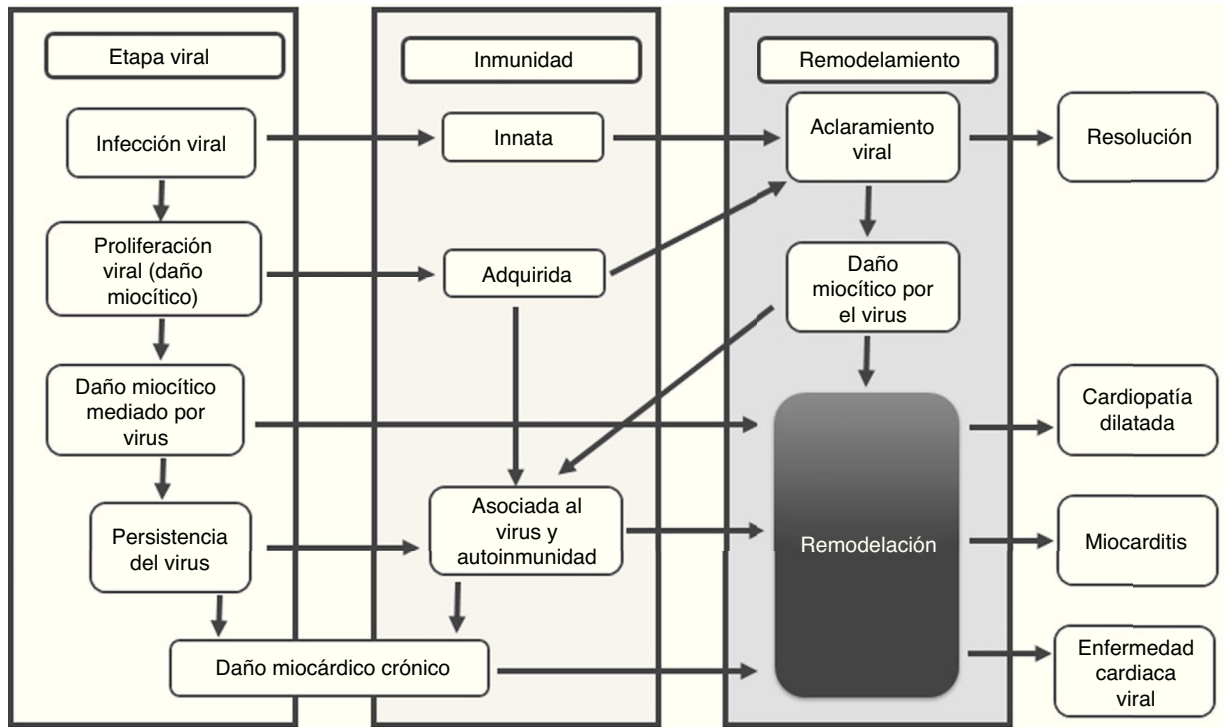 Etapa viral
Inmunidad
Remodelamiento
Infección viral
Innata
Aclaramiento
viral
Resolución
Proliferación
viral (daño
miocítico)
Adquirida
Daño
miocítico por
el virus
Daño miocítico
mediado por
virus
Cardiopatía
dilatada
Persistencia
del virus
Asociada al
virus y
autoinmunidad
Remodelación
Miocarditis
Daño miocárdico crónico
Enfermedad
cardiaca
viral